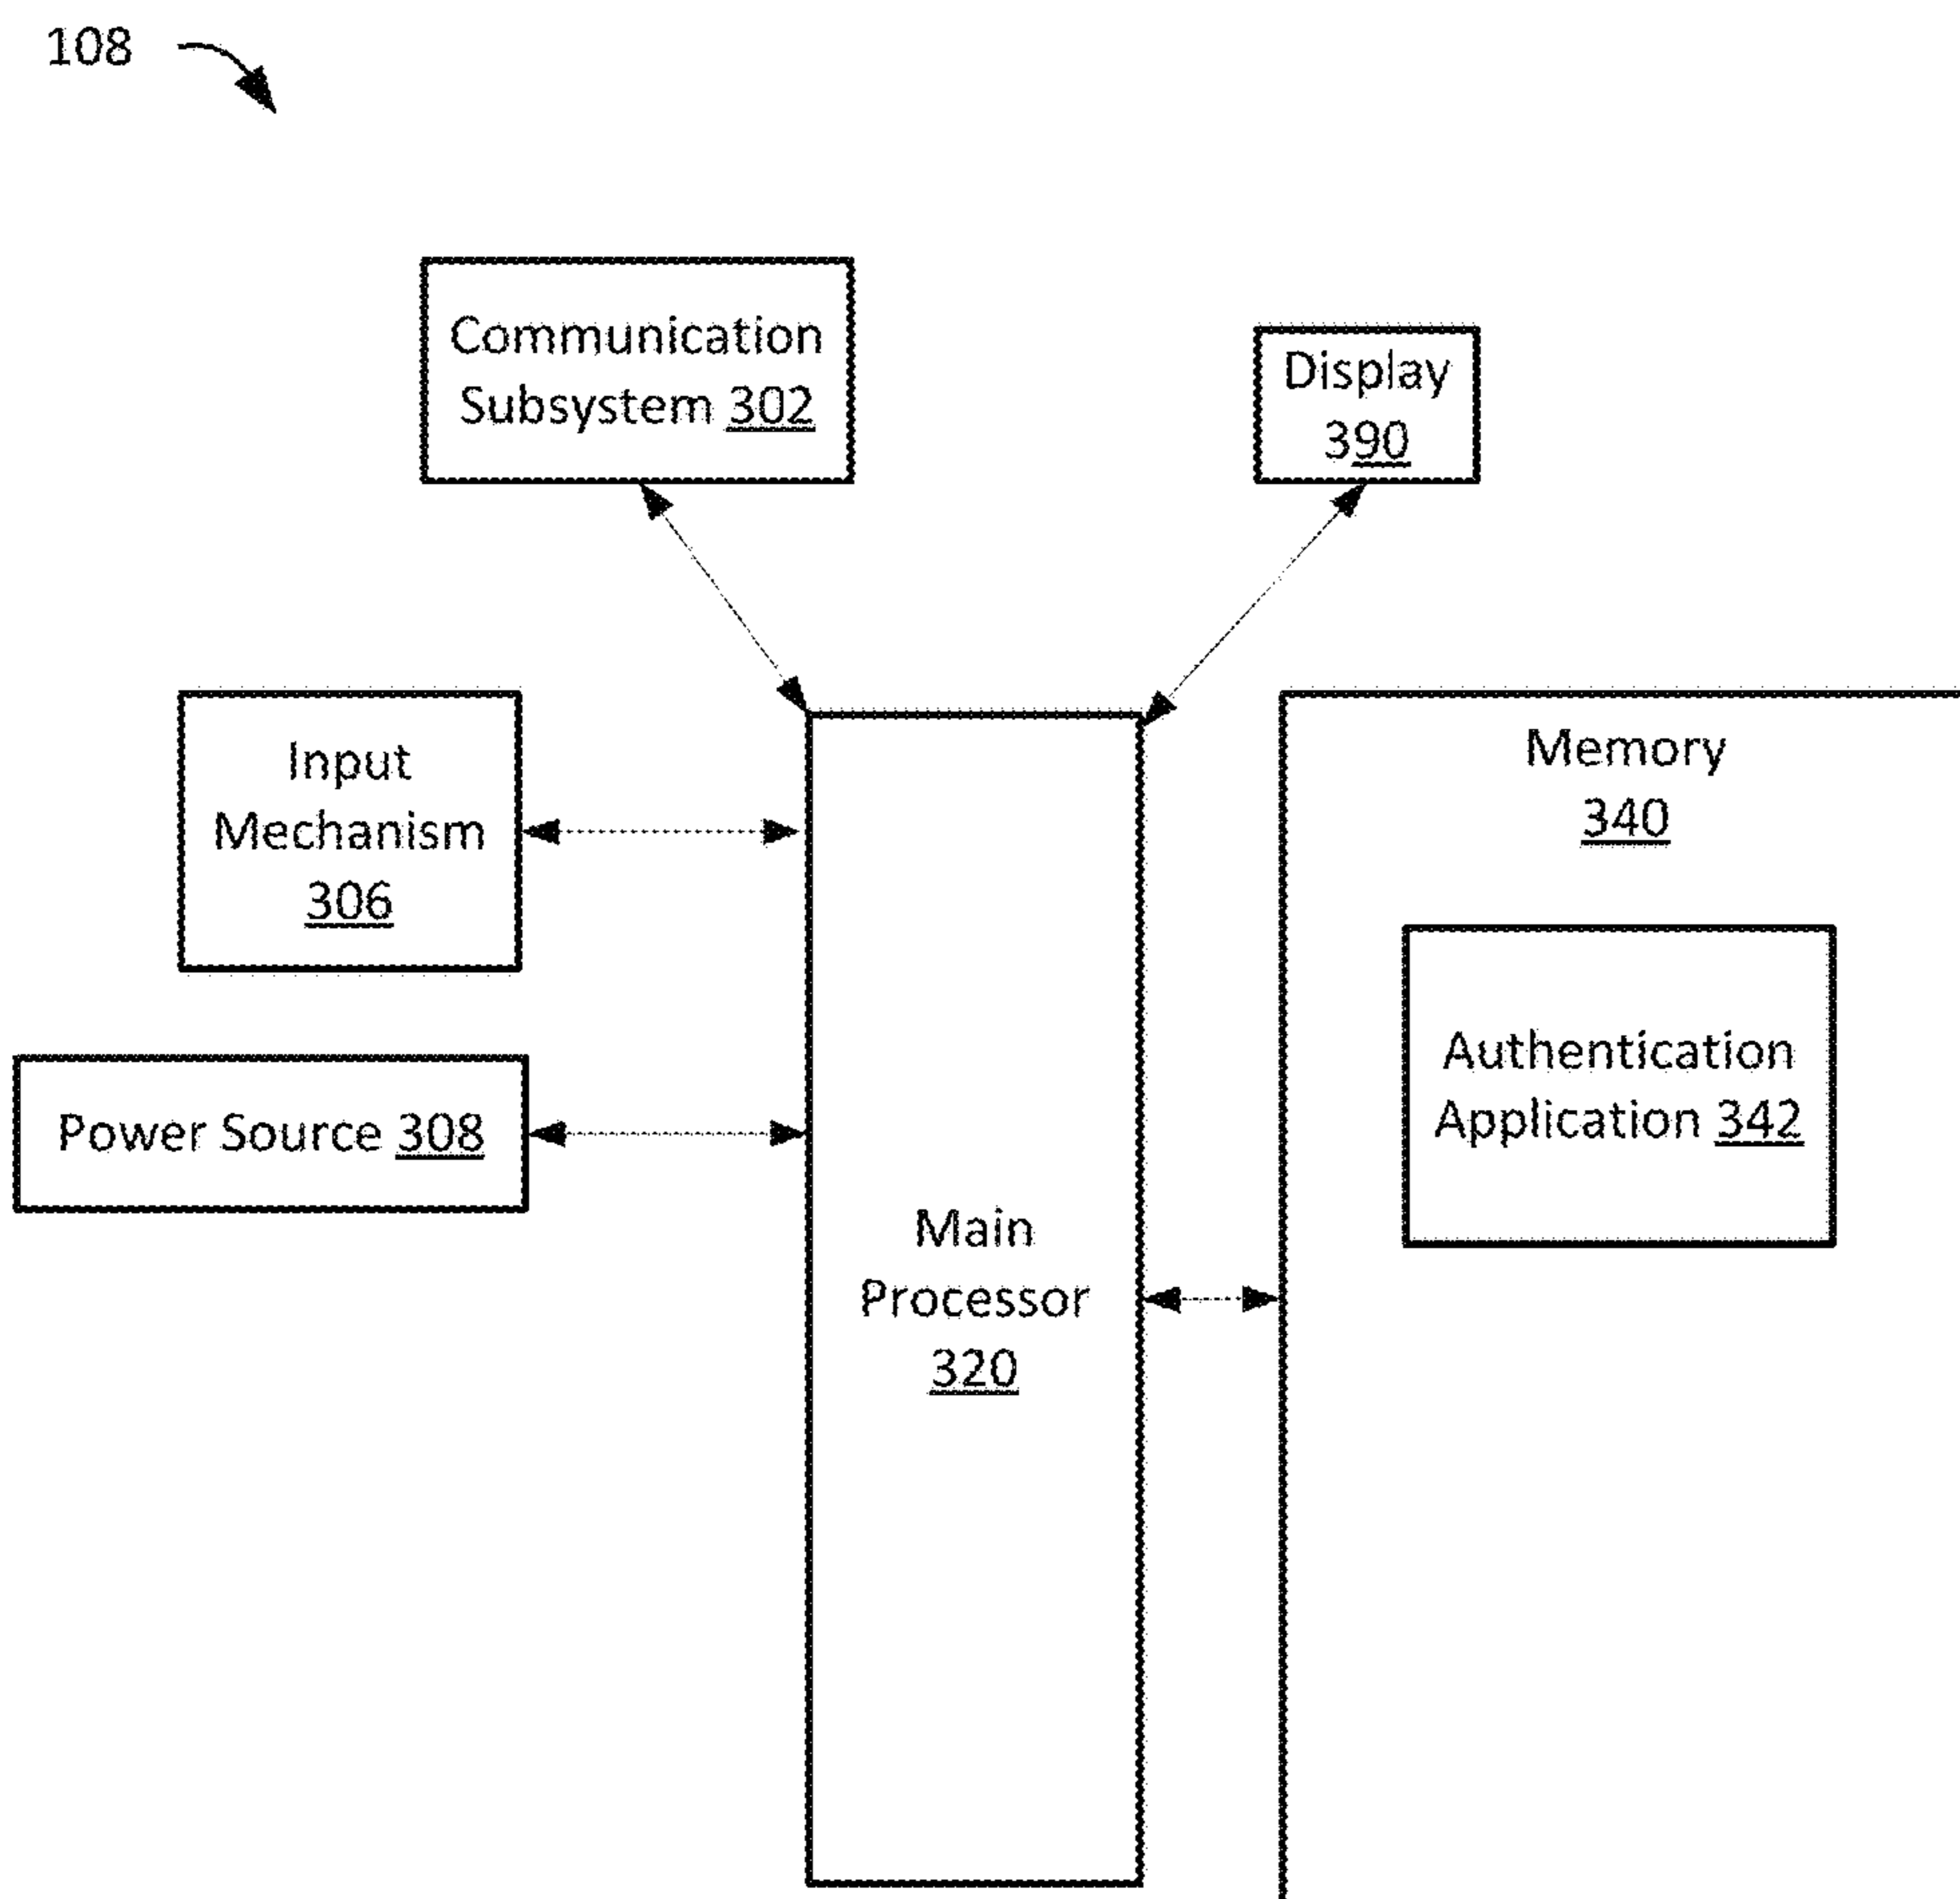 108
Communication
Subsystem 302
Display
390
Input
Mechanism
306
Memory
340
Authentication
Application 342
Power Source 308
Main
Processor
320